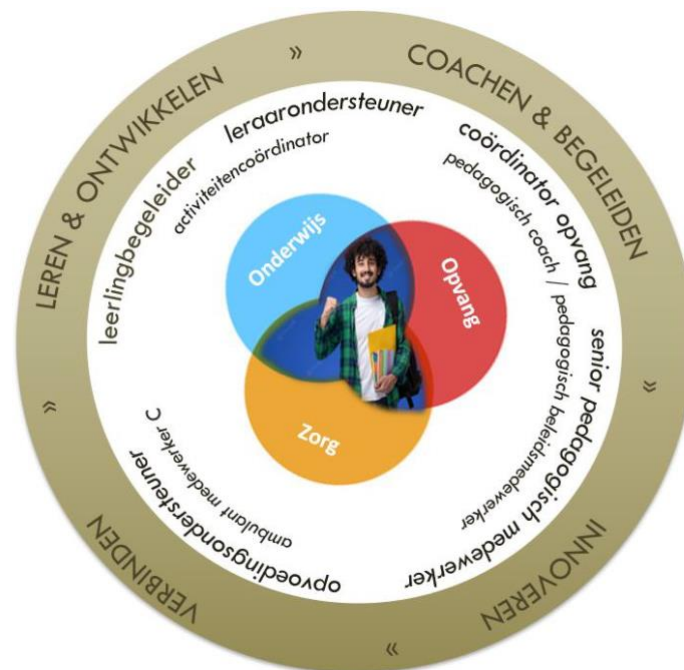 LEREN & ONTWIKKELEN
»
COACHEN & BEGELEIDEN
»
INNOVEREN
»
VERBINDEN
»
leerlingbegeleider
leraarondersteuner
activiteitencoördinator
coördinator opvang
pedagogisch coach / pedagogisch beleidsmedewerker
senior pedagogisch medewerker
opvoedingsondersteuner
ambulant medewerker C
Onderwijs
Opvang
Zorg